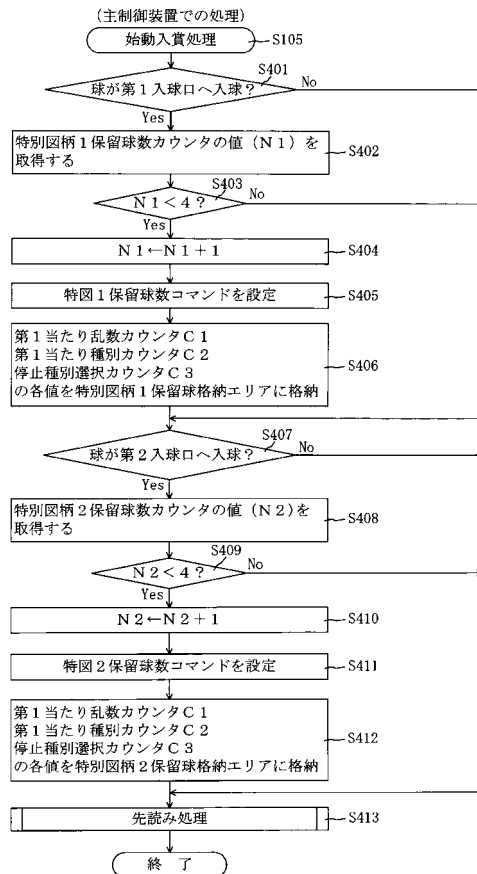 (主制御装置での処理)
始動入賞処理
S105
S401
球が第1入球口へ入球?
No
Yes
特別図柄1保留球数カウンタの値(N1)を
取得する
S402
S403
N1<4?
No
Yes
N1←N1+1
S404
特図1保留球数コマンドを設定
S405
第1当たり乱数カウンタC1
第1当たり種別カウンタC2
停止種別選択カウンタC3
の各値を特別図柄1保留球格納エリアに格納
S406
S407
球が第2入球口へ入球?
No
Yes
特別図柄2保留球数カウンタの値(N2)を
取得する
S408
S409
N2<4?
No
Yes
N2←N2+1
S410
特図2保留球数コマンドを設定
S411
第1当たり乱数カウンタC1
第1当たり種別カウンタC2
停止種別選択カウンタC3
の各値を特別図柄2保留球格納エリアに格納
S412
先読み処理
S413
終 了